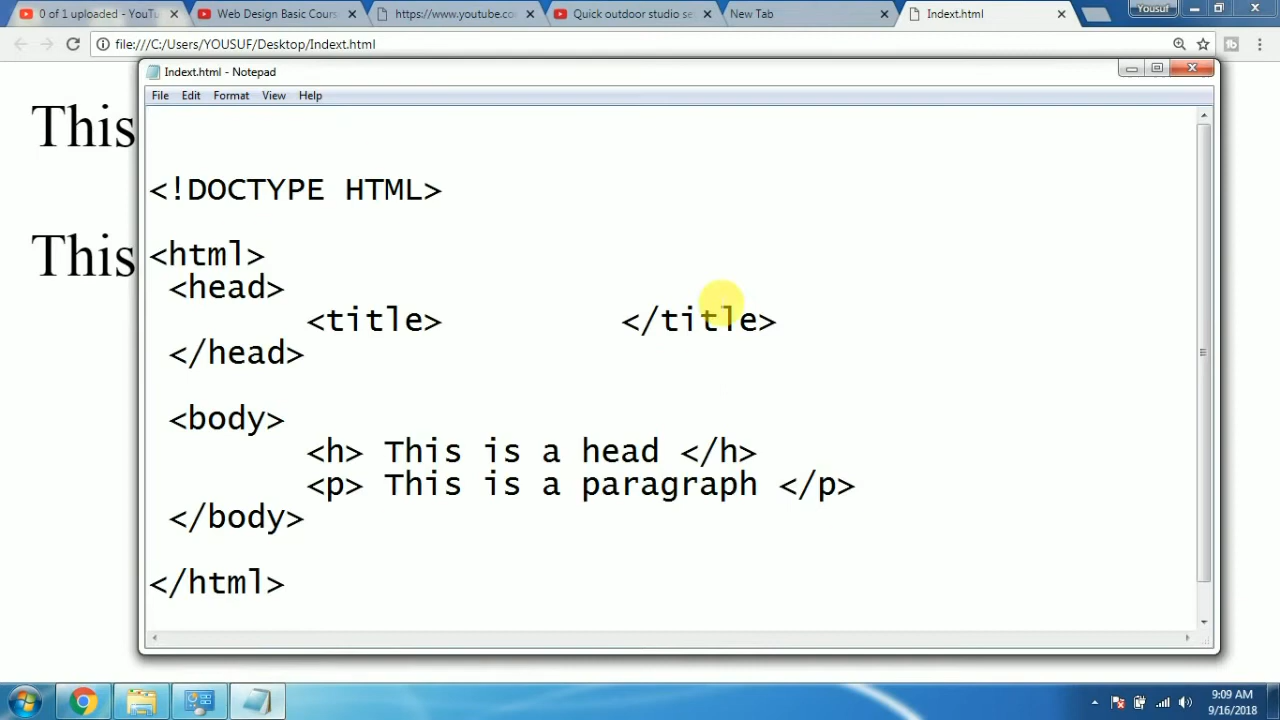 0 of 1 uploaded - YouTu
Web Design Basic Cours
https://www.youtube.co
Quick outdoor studio se
New Tab
Indext.html
Yousuf
file:///C:/Users/YOUSUF/Desktop/Indext.html
Indext.html - Notepad
File Edit Format View Help
This
This
<!DOCTYPE HTML>
<html>
<head>
<title> </title>
</head>
<body>
<h> This is a head </h>
<p> This is a paragraph </p>
</body>
</html>
9:09 AM
9/16/2018